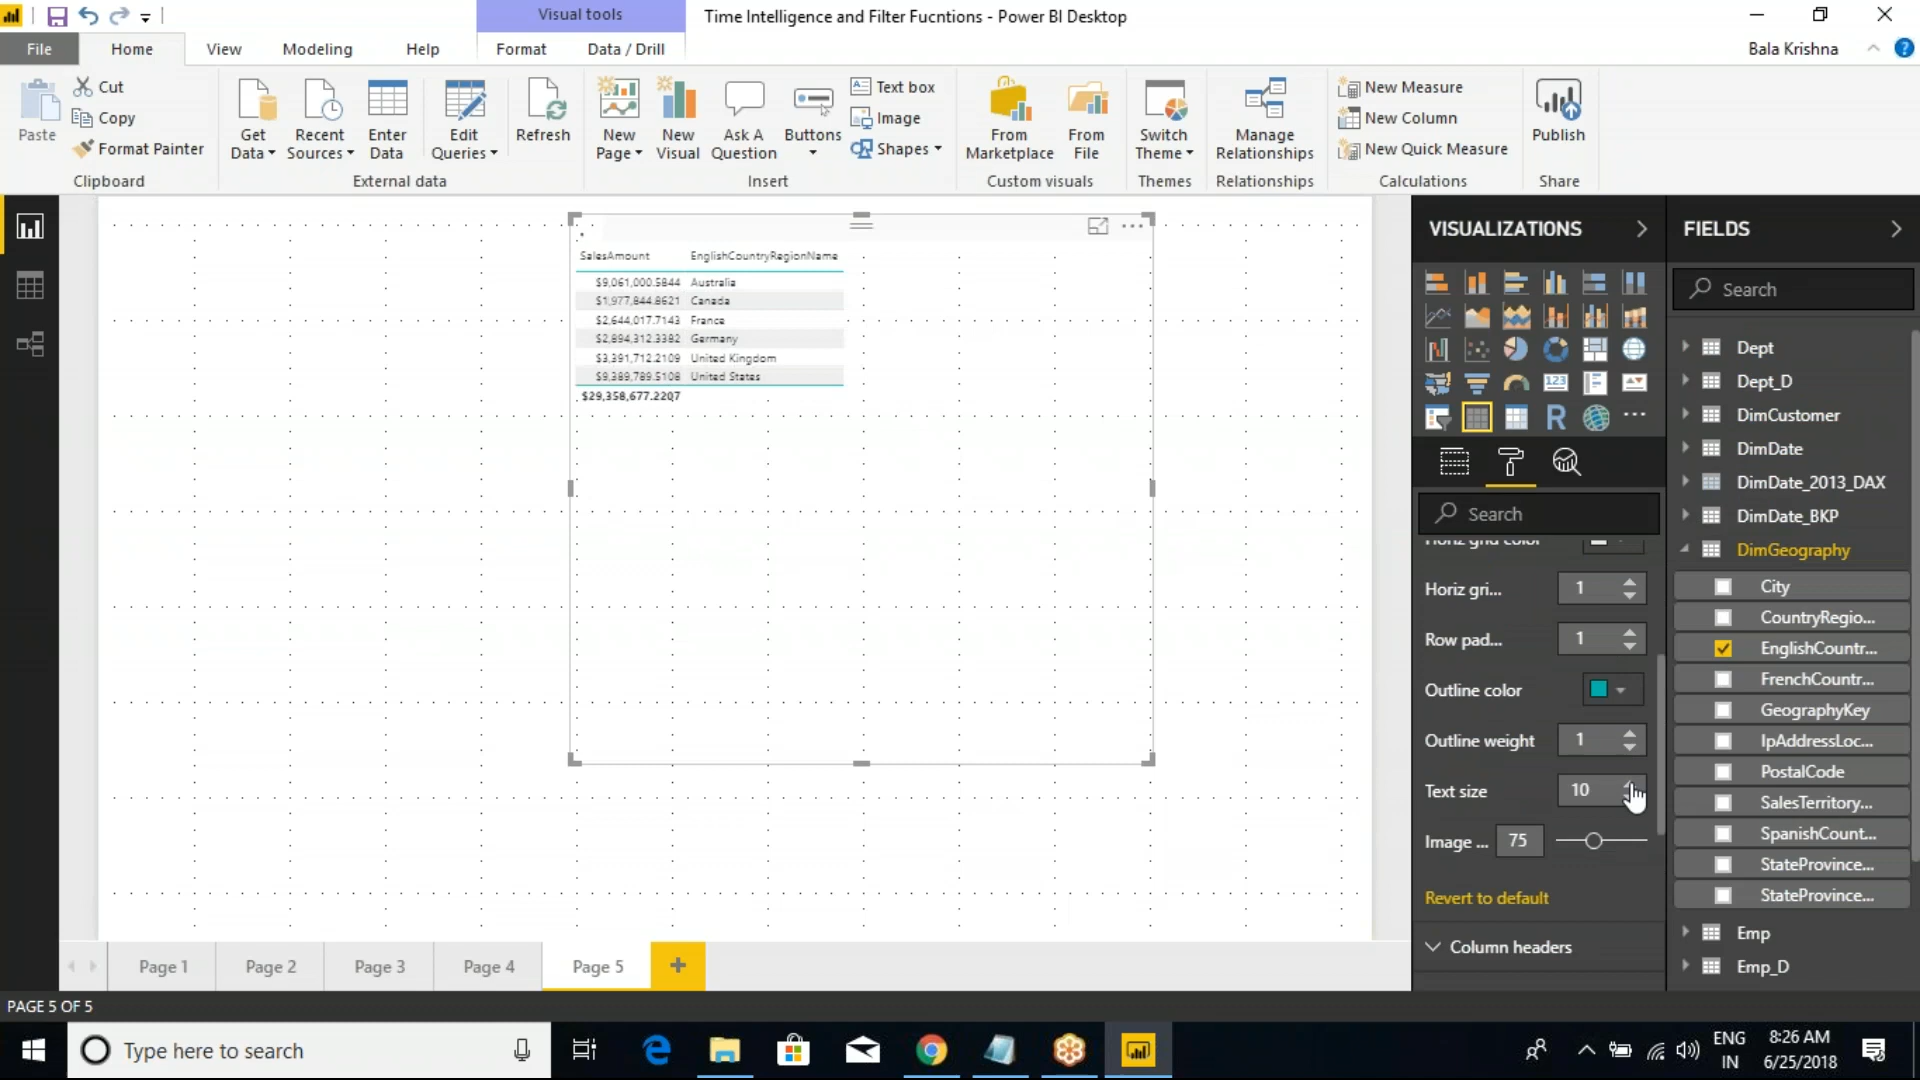 Visual tools
Time Intelligence and Filter Fucntions - Power BI Desktop
File
Home
View
Modeling
Help
Format
Data / Drill
Bala Krishna
?
Paste
Cut
Copy
Format Painter
Clipboard
Get Data
Recent Sources
Enter Data
Edit Queries
Refresh
External data
New Page
New Visual
Ask A Question
Buttons
Text box
Image
Shapes
Insert
From Marketplace
From File
Custom visuals
Switch Theme
Themes
Manage Relationships
Relationships
New Measure
New Column
New Quick Measure
Calculations
Publish
Share
SalesAmount EnglishCountryRegionName
$9,061,000.5844 Australia
$1,977,844.8621 Canada
$2,644,017.7143 France
$2,894,312.3382 Germany
$3,391,712.2109 United Kingdom
$9,389,789.5108 United States
$29,358,677.2207
VISUALIZATIONS
123
R
Search
Horiz grid color
Horiz gri... 1
Row pad... 1
Outline color
Outline weight 1
Text size 10
Image ... 75
Revert to default
Column headers
FIELDS
Search
Dept
Dept_D
DimCustomer
DimDate
DimDate_2013_DAX
DimDate_BKP
DimGeography
City
CountryRegio...
EnglishCountr...
FrenchCountr...
GeographyKey
IpAddressLoc...
PostalCode
SalesTerritory...
SpanishCount...
StateProvince...
StateProvince...
Emp
Emp_D
Page 1
Page 2
Page 3
Page 4
Page 5
+
PAGE 5 OF 5
Type here to search
ENG
IN
8:26 AM
6/25/2018